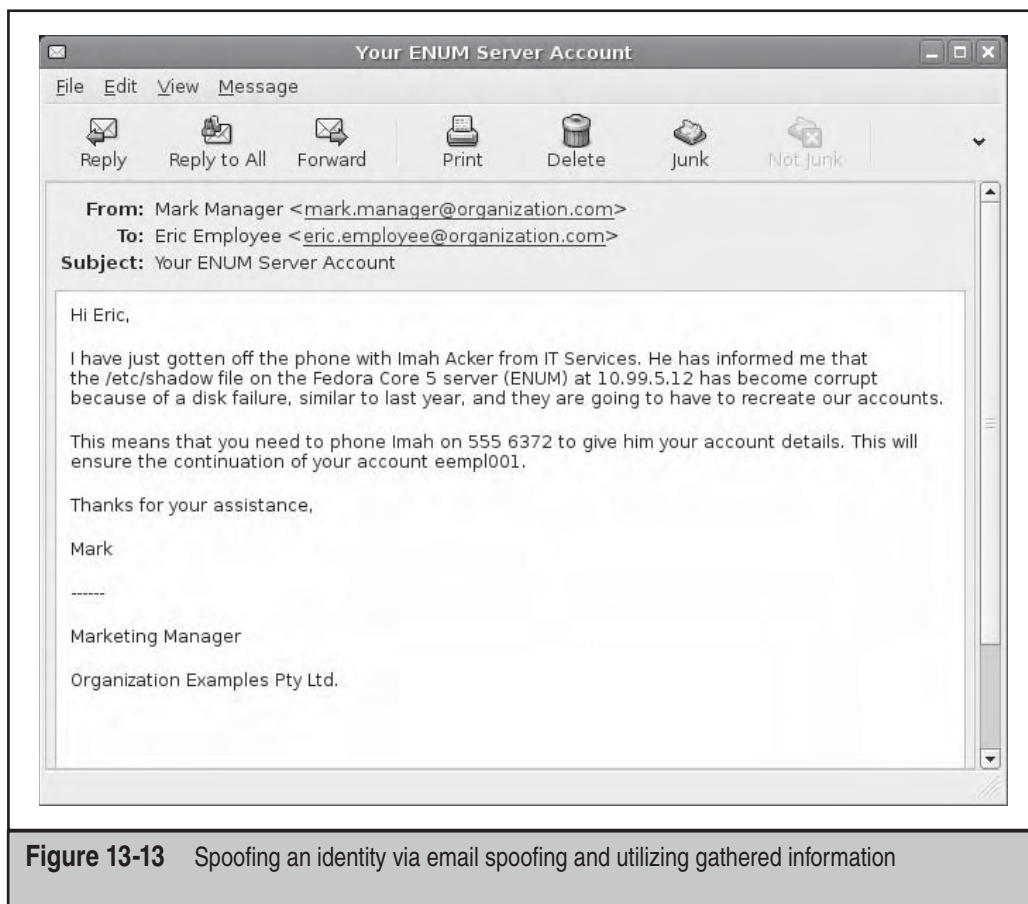 Your ENUM Server Account
File Edit View Message
Reply Reply to All Forward Print Delete Junk Not Junk
From: Mark Manager <mark.manager@organization.com>
To: Eric Employee <eric.employee@organization.com>
Subject: Your ENUM Server Account
Hi Eric,
I have just gotten off the phone with Imah Acker from IT Services. He has informed me that
the /etc/shadow file on the Fedora Core 5 server (ENUM) at 10.99.5.12 has become corrupt
because of a disk failure, similar to last year, and they are going to have to recreate our accounts.
This means that you need to phone Imah on 555 6372 to give him your account details. This will
ensure the continuation of your account eempl001.
Thanks for your assistance,
Mark
------
Marketing Manager
Organization Examples Pty Ltd.
Figure 13-13 Spoofing an identity via email spoofing and utilizing gathered information